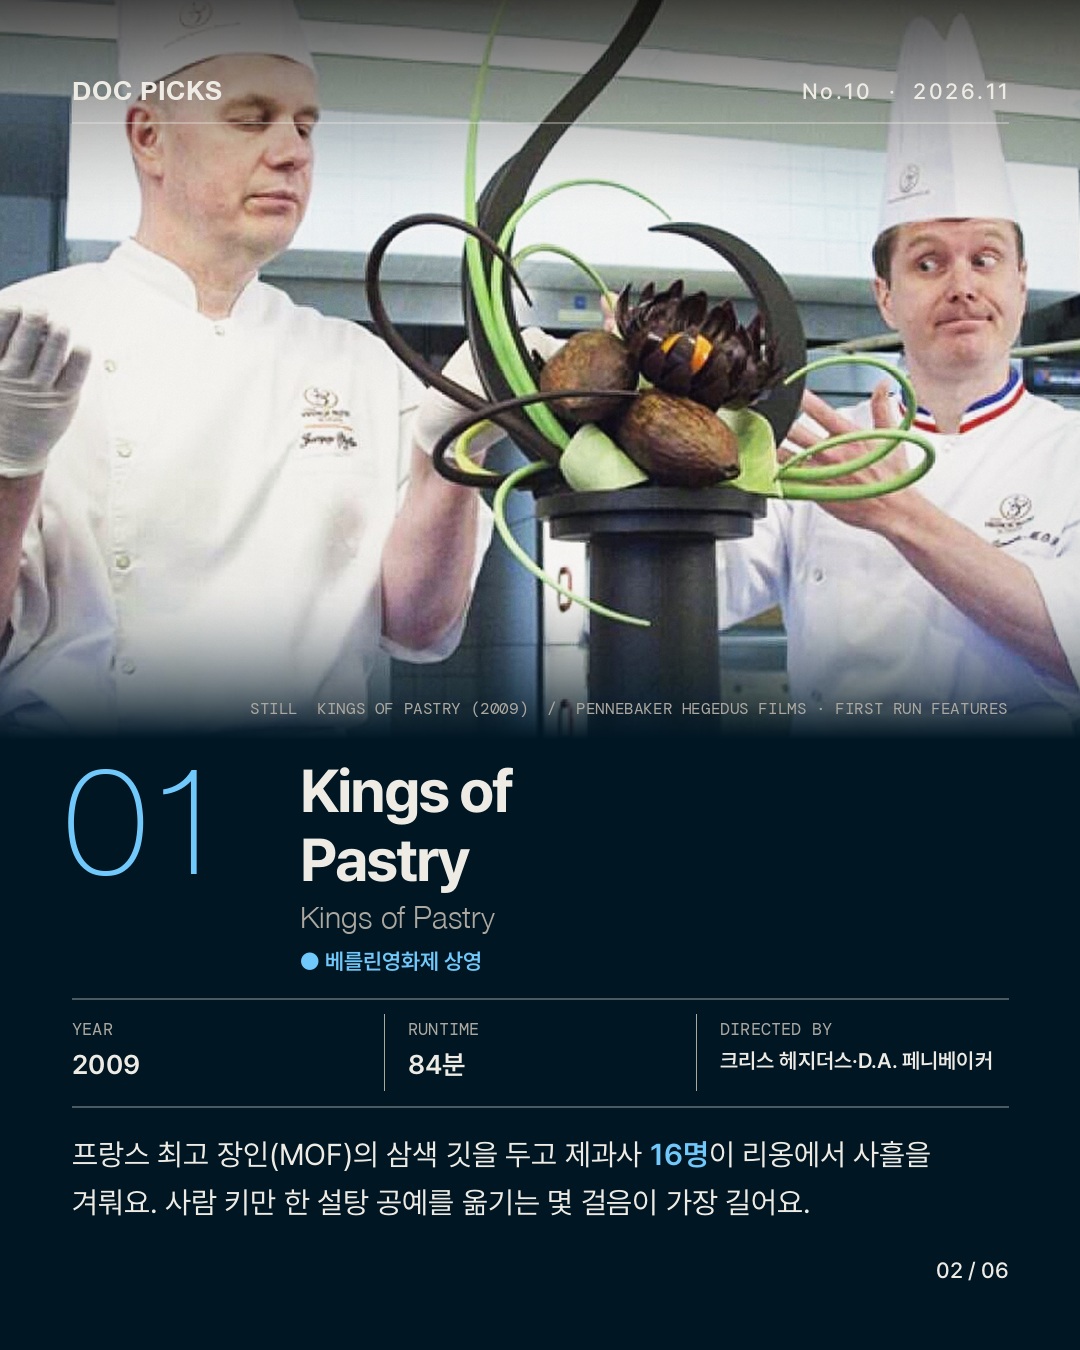 DOC PICKS
No.10 · 2026.11
STILL KINGS OF PASTRY (2009) / PENNEBAKER HEGEDUS FILMS · FIRST RUN FEATURES
01
Kings of
Pastry
Kings of Pastry
● 베를린영화제 상영
YEAR
2009
RUNTIME
84분
DIRECTED BY
크리스 헤지더스·D.A. 페니베이커
프랑스 최고 장인(MOF)의 삼색 깃을 두고 제과사 16명이 리옹에서 사흘을
겨뤄요. 사람 키만 한 설탕 공예를 옮기는 몇 걸음이 가장 길어요.
02 / 06